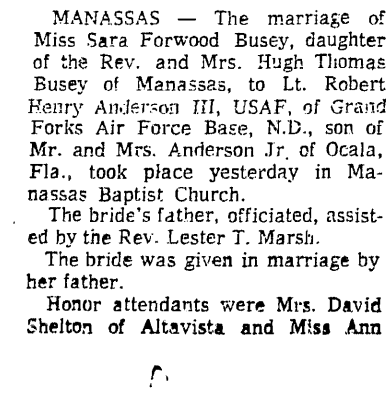 MANASSAS — The marriage of
Miss Sara Forwood Busey, daughter
of the Rev. and Mrs. Hugh Thomas
Busey of Manassas, to Lt. Robert
Henry Anderson III, USAF, of Grand
Forks Air Force Base, N.D., son of
Mr. and Mrs. Anderson Jr. of Ocala,
Fla., took place yesterday in Ma-
nassas Baptist Church.
The bride's father, officiated, assist-
ed by the Rev. Lester T. Marsh.
The bride was given in marriage by
her father.
Honor attendants were Mrs. David
Shelton of Altavista and Miss Ann